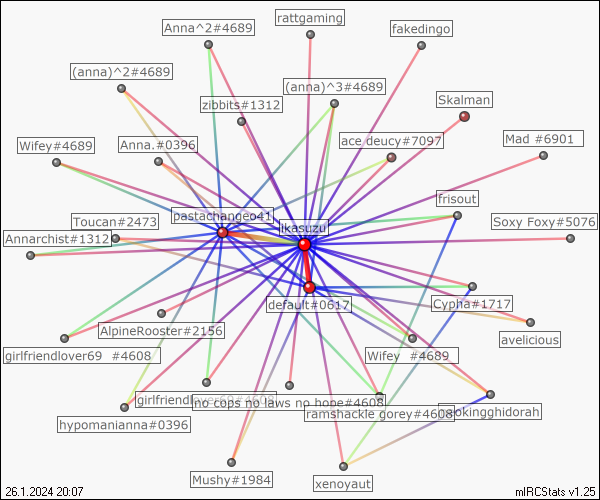 rattgaming
Anna^2#4689
fakedingo
(anna)^2#4689
(anna)^3#4689
Skalman
zibbits#1312
Mad #6901
ace deucy#7097
Wifey#4689
Anna.#0396
frisout
pastachangeo41
Toucan#2473
ikasuzu
Soxy Foxy#5076
Annarchist#1312
default#0617
Cypha#1717
AlpineRooster#2156
avelicious
girlfriendlover69 #4608
Wifey #4689
no cops no laws no hope#4608
ramshackle gorey#4608
hypomanianna#0396
Mushy#1984
xenoyaut
26.1.2024 20:07
mIRCStats v1.25